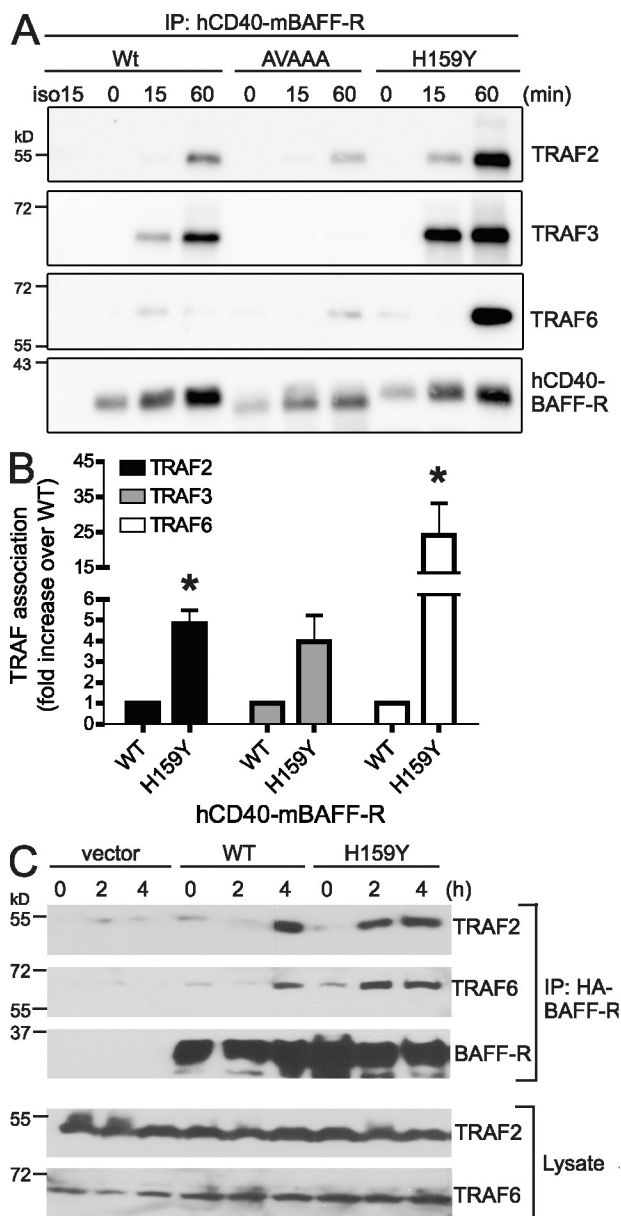 A
IP: hCD40-mBAFF-R
Wt AVAAA H159Y
iso15 0 15 60 0 15 60 0 15 60 (min)
kD
55 TRAF2
72
TRAF3
72
TRAF6
55
43
hCD40-
BAFF-R
B
TRAF association
(fold increase over WT)
45
35
25
15
6
5
4
3
2
1
0
TRAF2
TRAF3
TRAF6
* *
WT H159Y WT H159Y WT H159Y
hCD40-mBAFF-R
C
vector WT H159Y
0 2 4 0 2 4 0 2 4 (h)
kD
55
TRAF2
72
TRAF6
55
37
BAFF-R
IP: HA-
BAFF-R
55
TRAF2
72
TRAF6
Lysate